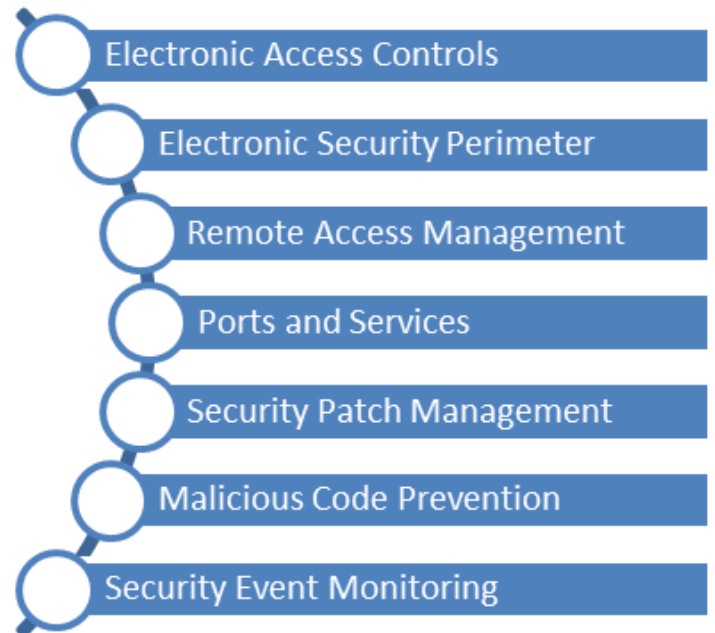 Electronic Access Controls
Electronic Security Perimeter
Remote Access Management
Ports and Services
Security Patch Management
Malicious Code Prevention
Security Event Monitoring